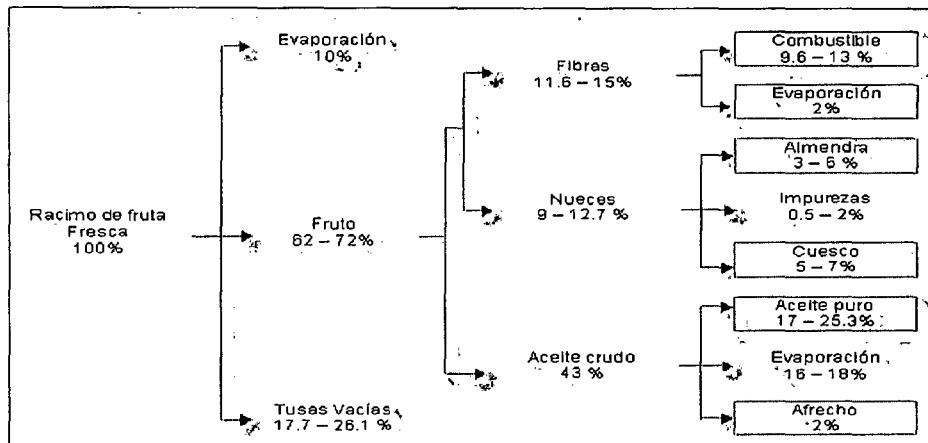 Racimo de fruta
Fresca
100%
Evaporación
10%
Fruto
62 – 72%
Tusas Vacías
17.7 – 26.1 %
Fibras
11.6 – 15%
Nueces
9 – 12.7 %
Aceite crudo
43 %
Combustible
9.6 – 13 %
Evaporación
2%
Almendra
3 – 6 %
Impurezas
0.5 – 2%
Cuesco
5 – 7%
Aceite puro
17 – 25.3%
Evaporación
16 – 18%
Afrecho
2%